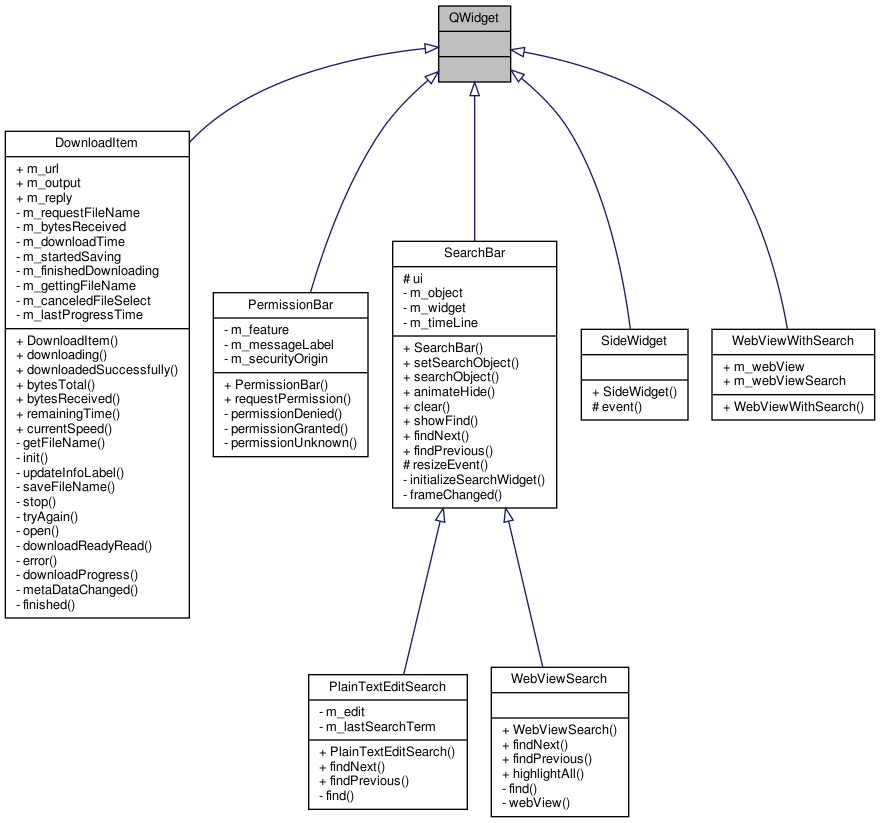 QWidget
DownloadItem
+ m_url
+ m_output
+ m_reply
- m_requestFileName
- m_bytesReceived
- m_downloadTime
- m_startedSaving
- m_finishedDownloading
- m_gettingFileName
- m_canceledFileSelect
- m_lastProgressTime
+ DownloadItem()
+ downloading()
+ downloadedSuccessfully()
+ bytesTotal()
+ bytesReceived()
+ remainingTime()
+ currentSpeed()
- getFileName()
- init()
- updateInfoLabel()
- saveFileName()
- stop()
- tryAgain()
- open()
- downloadReadyRead()
- error()
- downloadProgress()
- metaDataChanged()
- finished()
PermissionBar
- m_feature
- m_messageLabel
- m_securityOrigin
+ PermissionBar()
+ requestPermission()
- permissionDenied()
- permissionGranted()
- permissionUnknown()
SearchBar
# ui
- m_object
- m_widget
- m_timeLine
+ SearchBar()
+ setSearchObject()
+ searchObject()
+ animateHide()
+ clear()
+ showFind()
+ findNext()
+ findPrevious()
# resizeEvent()
- initializeSearchWidget()
- frameChanged()
SideWidget
+ SideWidget()
# event()
WebViewWithSearch
+ m_webView
+ m_webViewSearch
+ WebViewWithSearch()
PlainTextEditSearch
- m_edit
- m_lastSearchTerm
+ PlainTextEditSearch()
+ findNext()
+ findPrevious()
- find()
WebViewSearch
+ WebViewSearch()
+ findNext()
+ findPrevious()
+ highlightAll()
- find()
- webView()